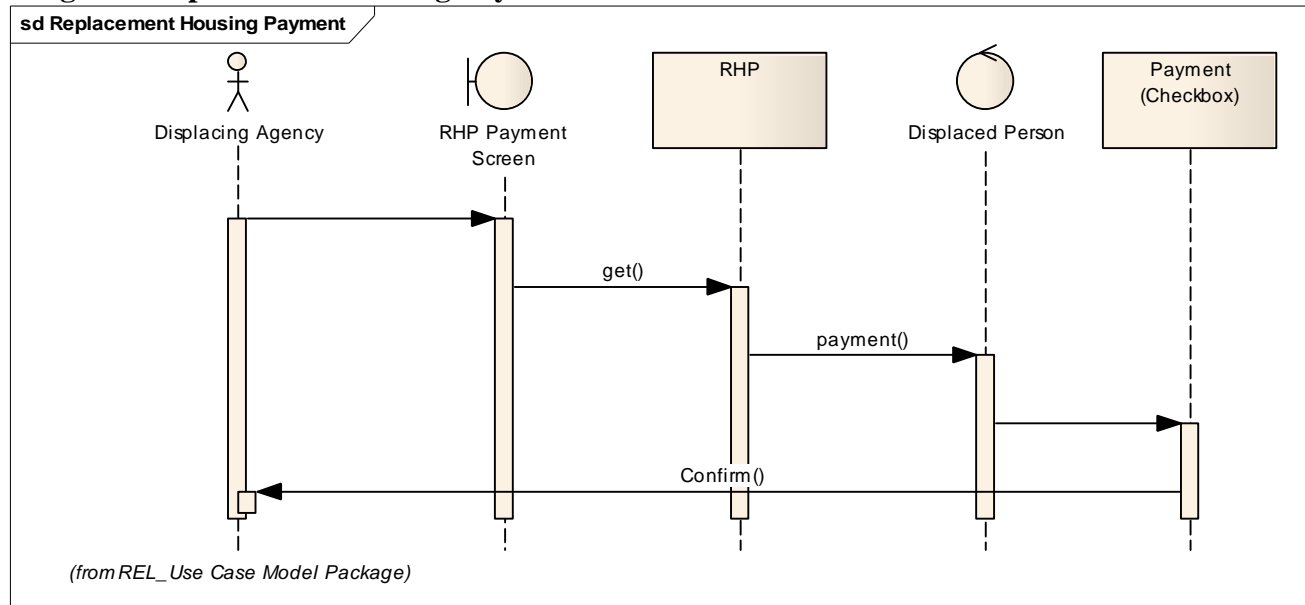 sd Replacement Housing Payment
Displacing Agency
RHP Payment
Screen
RHP
Displaced Person
Payment
(Checkbox)
get()
payment()
Confirm()
(from REL_Use Case Model Package)